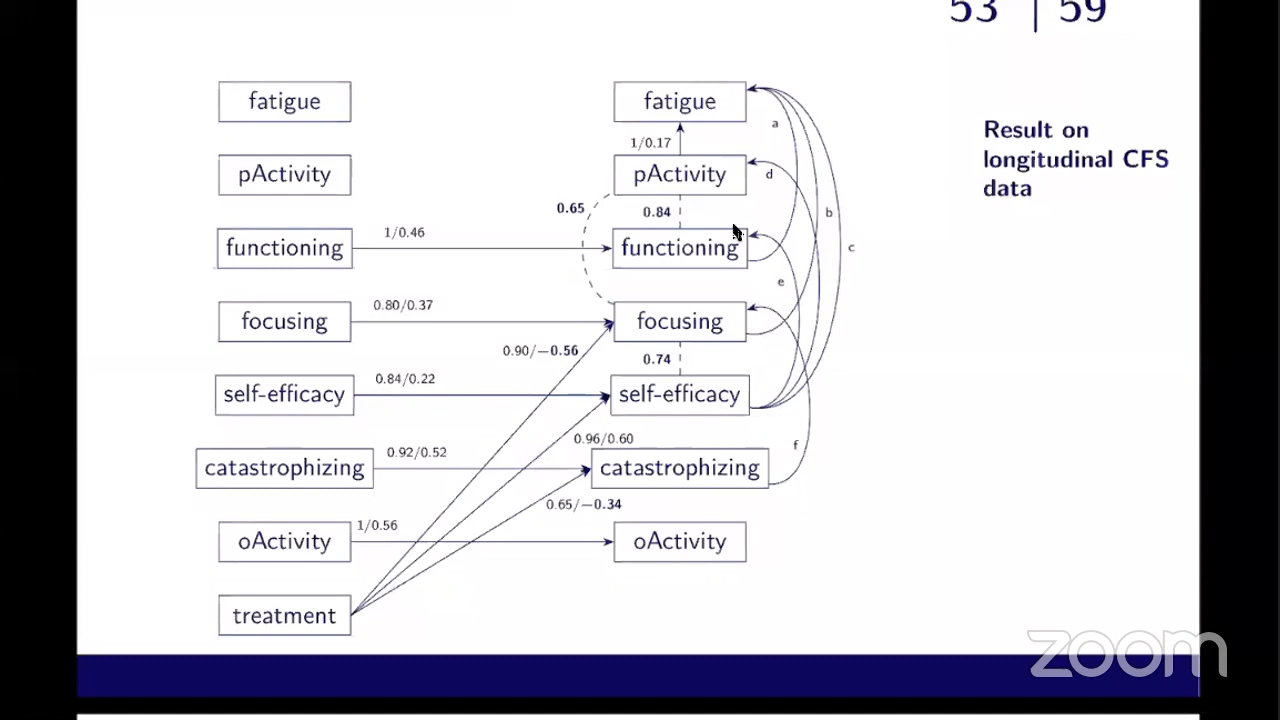 53 | 59
Result on
longitudinal CFS
data
fatigue
fatigue
a
1/0.17
pActivity
pActivity
d
0.65
0.84
b
1/0.46
functioning
functioning
c
e
0.80/0.37
focusing
focusing
0.90/−0.56
0.74
0.84/0.22
self-efficacy
self-efficacy
0.96/0.60
f
0.92/0.52
catastrophizing
catastrophizing
0.65/−0.34
1/0.56
oActivity
oActivity
treatment
zoom